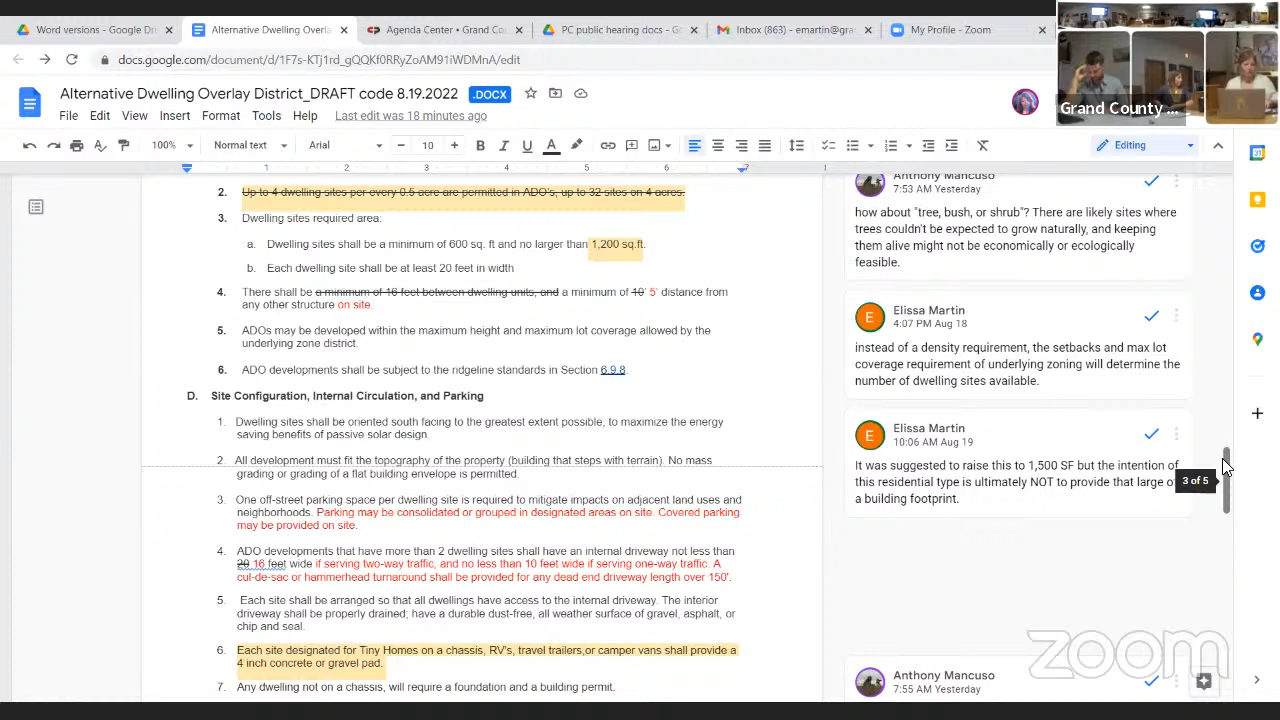 Word versions - Google Dri
Alternative Dwelling Overla
Agenda Center • Grand Co
PC public hearing docs - Go
Inbox (863) - emartin@gra
My Profile - Zoom
docs.google.com/document/d/1F7s-KTj1rd_gQQKf0RRyZoAM91iWDMnA/edit
Grand County ...
Alternative Dwelling Overlay District_DRAFT code 8.19.2022 .DOCX
File Edit View Insert Format Tools Help Last edit was 18 minutes ago
100% Normal text Arial 10 B I U A Editing
1 2 3 4 5 6 7 1
2. Up to 4 dwelling sites per every 0.5 acre are permitted in ADO's, up to 32 sites on 4 acres.
3. Dwelling sites required area:
a. Dwelling sites shall be a minimum of 600 sq. ft and no larger than 1,200 sq.ft.
b. Each dwelling site shall be at least 20 feet in width
4. There shall be a minimum of 16 feet between dwelling units, and a minimum of 10' 5' distance from
any other structure on site.
5. ADOs may be developed within the maximum height and maximum lot coverage allowed by the
underlying zone district.
6. ADO developments shall be subject to the ridgeline standards in Section 6.9.8.
D. Site Configuration, Internal Circulation, and Parking
1. Dwelling sites shall be oriented south facing to the greatest extent possible, to maximize the energy
saving benefits of passive solar design.
2. All development must fit the topography of the property (building that steps with terrain). No mass
grading or grading of a flat building envelope is permitted.
3. One off-street parking space per dwelling site is required to mitigate impacts on adjacent land uses and
neighborhoods. Parking may be consolidated or grouped in designated areas on site. Covered parking
may be provided on site.
4. ADO developments that have more than 2 dwelling sites shall have an internal driveway not less than
20 16 feet wide if serving two-way traffic, and no less than 10 feet wide if serving one-way traffic. A
cul-de-sac or hammerhead turnaround shall be provided for any dead end driveway length over 150'.
5. Each site shall be arranged so that all dwellings have access to the internal driveway. The interior
driveway shall be properly drained; have a durable dust-free, all weather surface of gravel, asphalt, or
chip and seal.
6. Each site designated for Tiny Homes on a chassis, RV's, travel trailers,or camper vans shall provide a
4 inch concrete or gravel pad.
7. Any dwelling not on a chassis, will require a foundation and a building permit.
Anthony Mancuso
7:53 AM Yesterday
how about "tree, bush, or shrub"? There are likely sites where
trees couldn't be expected to grow naturally, and keeping
them alive might not be economically or ecologically
feasible.
E
Elissa Martin
4:07 PM Aug 18
instead of a density requirement, the setbacks and max lot
coverage requirement of underlying zoning will determine the
number of dwelling sites available.
E
Elissa Martin
10:06 AM Aug 19
It was suggested to raise this to 1,500 SF but the intention of
this residential type is ultimately NOT to provide that large of
a building footprint.
3 of 5
zoom
Anthony Mancuso
7:55 AM Yesterday